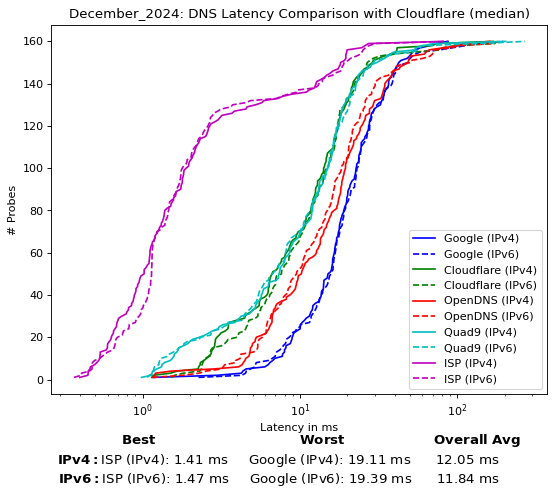 December_2024: DNS Latency Comparison with Cloudflare (median)
160
140
120
100
80
60
40
20
0
# Probes
Google (IPv4)
Google (IPv6)
Cloudflare (IPv4)
Cloudflare (IPv6)
OpenDNS (IPv4)
OpenDNS (IPv6)
Quad9 (IPv4)
Quad9 (IPv6)
ISP (IPv4)
ISP (IPv6)
10⁰ 10¹ 10²
Latency in ms
Best Worst Overall Avg
IPv4: ISP (IPv4): 1.41 ms Google (IPv4): 19.11 ms 12.05 ms
IPv6: ISP (IPv6): 1.47 ms Google (IPv6): 19.39 ms 11.84 ms